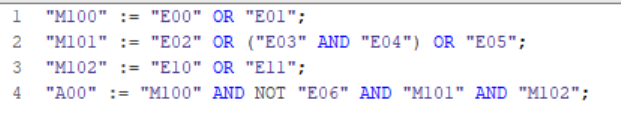 1 "M100" := "E00" OR "E01";
2 "M101" := "E02" OR ("E03" AND "E04") OR "E05";
3 "M102" := "E10" OR "E11";
4 "A00" := "M100" AND NOT "E06" AND "M101" AND "M102";